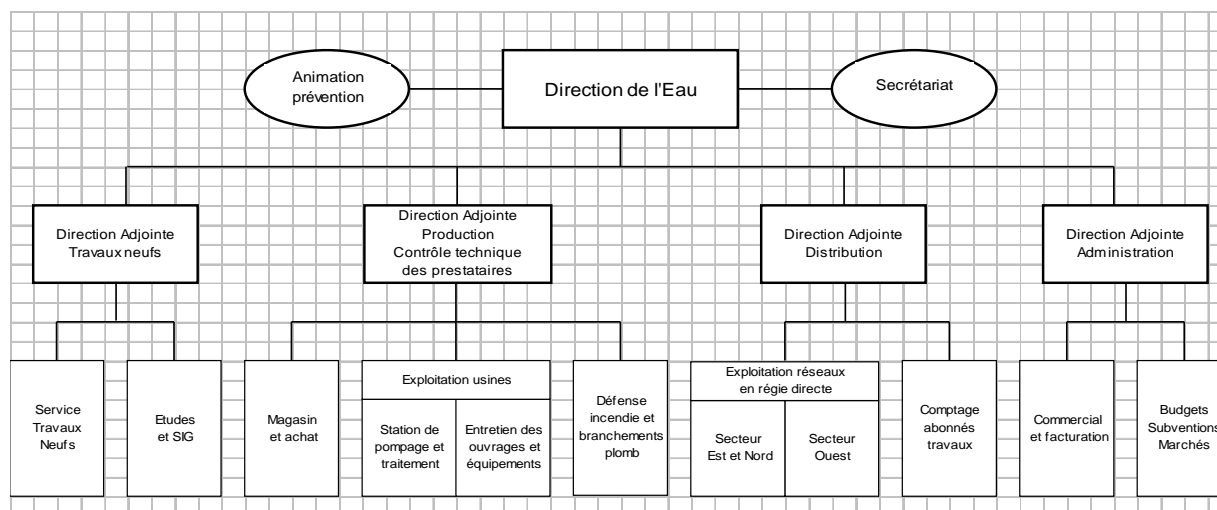 Animation
prévention
Direction de l'Eau
Secrétariat
Direction Adjointe
Travaux neufs
Direction Adjointe
Production
Contrôle technique
des prestataires
Direction Adjointe
Distribution
Direction Adjointe
Administration
Service
Travaux
Neufs
Etudes
et SIG
Magasin
et achat
Exploitation usines
Station de
pompage et
traitement
Entretien des
ouvrages et
équipements
Défense
incendie et
branchements
plomb
Exploitation réseaux
en régie directe
Secteur
Est et Nord
Secteur
Ouest
Comptage
abonnés
travaux
Commercial
et facturation
Budgets
Subventions
Marchés